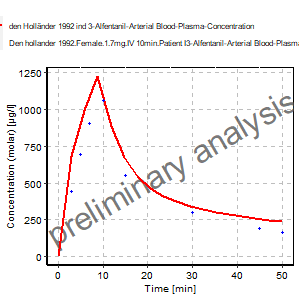 den Holländer 1992 ind 3-Alfentanil-Arterial Blood-Plasma-Concentration
Den hollander 1992.Female.1.7mg.IV 10min.Patient I3-Alfentanil-Arterial Blood-Plasma
Concentration (molar) [µg/l]
1250
1000
750
500
250
0
0
10
20
30
40
50
Time [min]
preliminary analysis